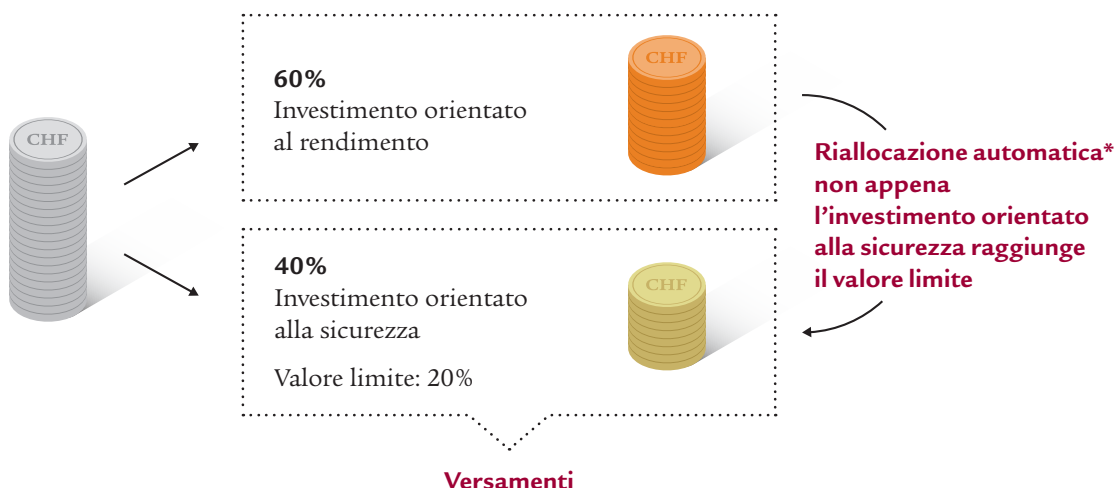 CHF
60%
Investimento orientato
al rendimento
CHF
Riallocazione automatica*
non appena
l’investimento orientato
alla sicurezza raggiunge
il valore limite
40%
Investimento orientato
alla sicurezza
Valore limite: 20%
CHF
Versamenti